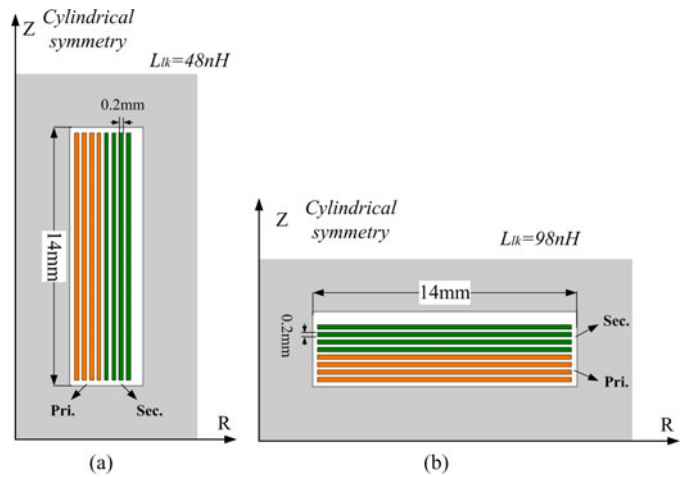 Z
Cylindrical
symmetry
Llk=48nH
0.2mm
14mm
Pri.
Sec.
R
(a)
Z
Cylindrical
symmetry
Llk=98nH
14mm
0.2mm
Sec.
Pri.
R
(b)